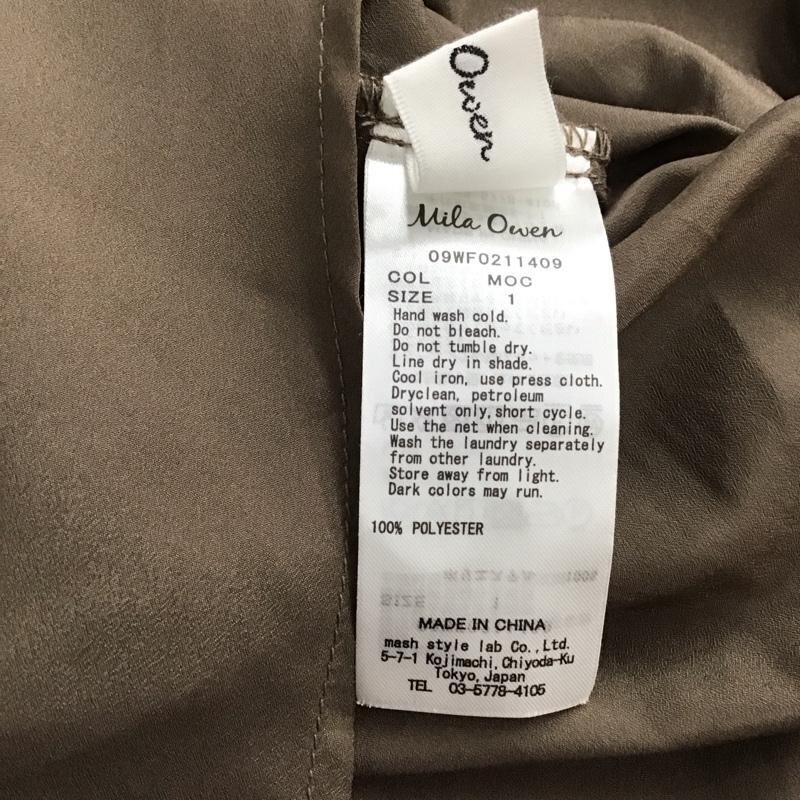 Owen
Mila Owen
09WF0211409
COL MOC
SIZE 1
Hand wash cold.
Do not bleach.
Do not tumble dry.
Line dry in shade.
Cool iron, use press cloth.
Dryclean, petroleum
solvent only,short cycle.
Use the net when cleaning.
Wash the laundry separately
from other laundry.
Store away from light.
Dark colors may run.
100% POLYESTER
SIZE 1
MADE IN CHINA
mash style lab Co.,Ltd.
5-7-1 Kojimachi,Chiyoda-Ku
Tokyo,Japan
TEL 03-5778-4105